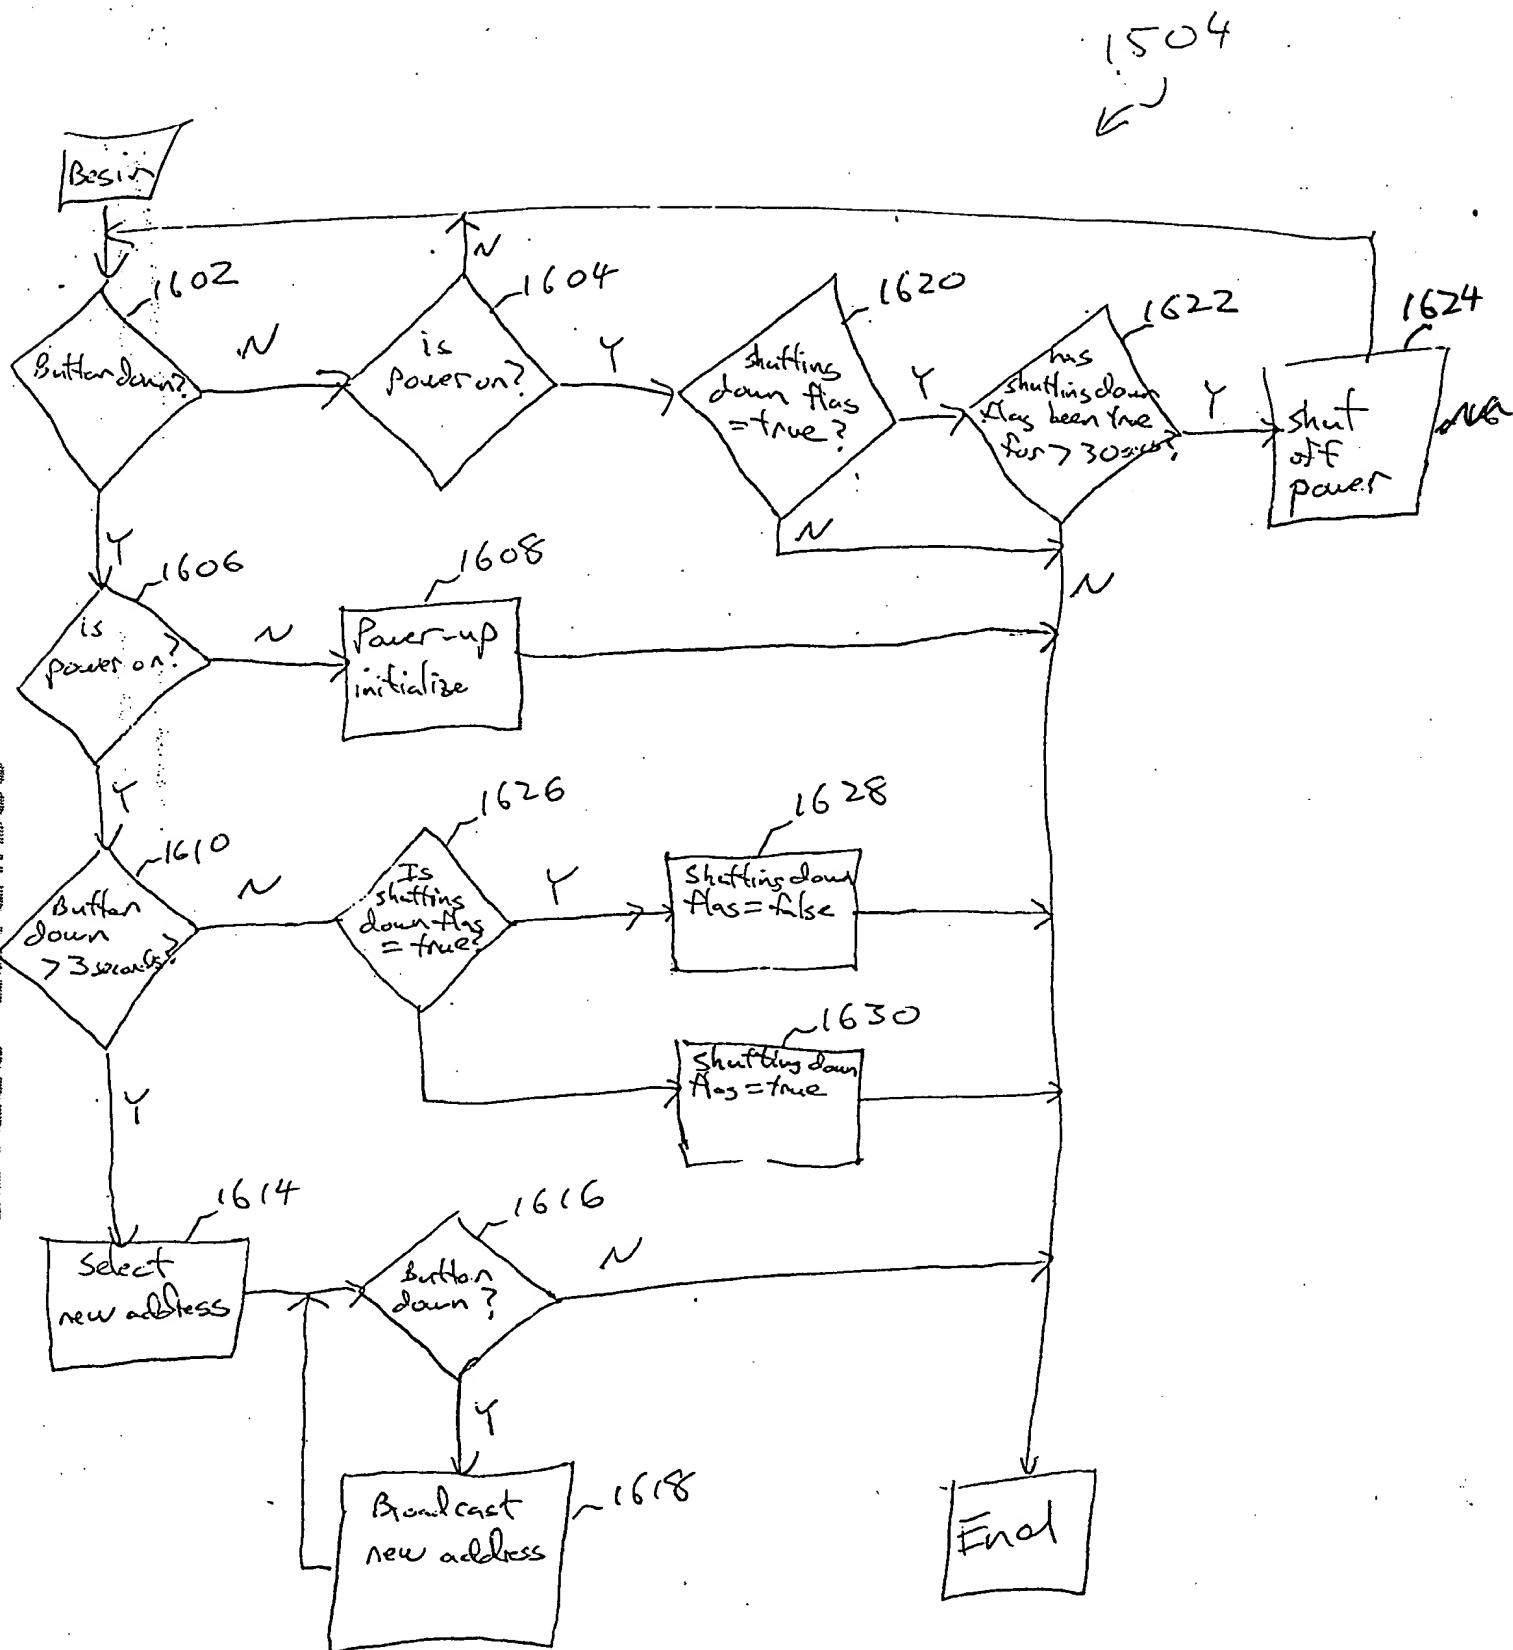 1504
Begin
1602
Button down?
N
1604
is
power on?
N
Y
1620
shutting
down flag
= true?
Y
N
1622
has
shutting down
flag been true
for > 30
Y
N
1624
shut
off
power
Y
1606
is
power on?
N
1608
Power-up
initialize
Y
1610
Button
down
> 3 seconds?
N
1626
Is
shutting
down flag
= true?
Y
1628
Shutting down
flag = false
1630
Shutting down
flag = true
Y
1614
Select
new address
1616
Button
down?
N
Y
1618
Broadcast
new address
End